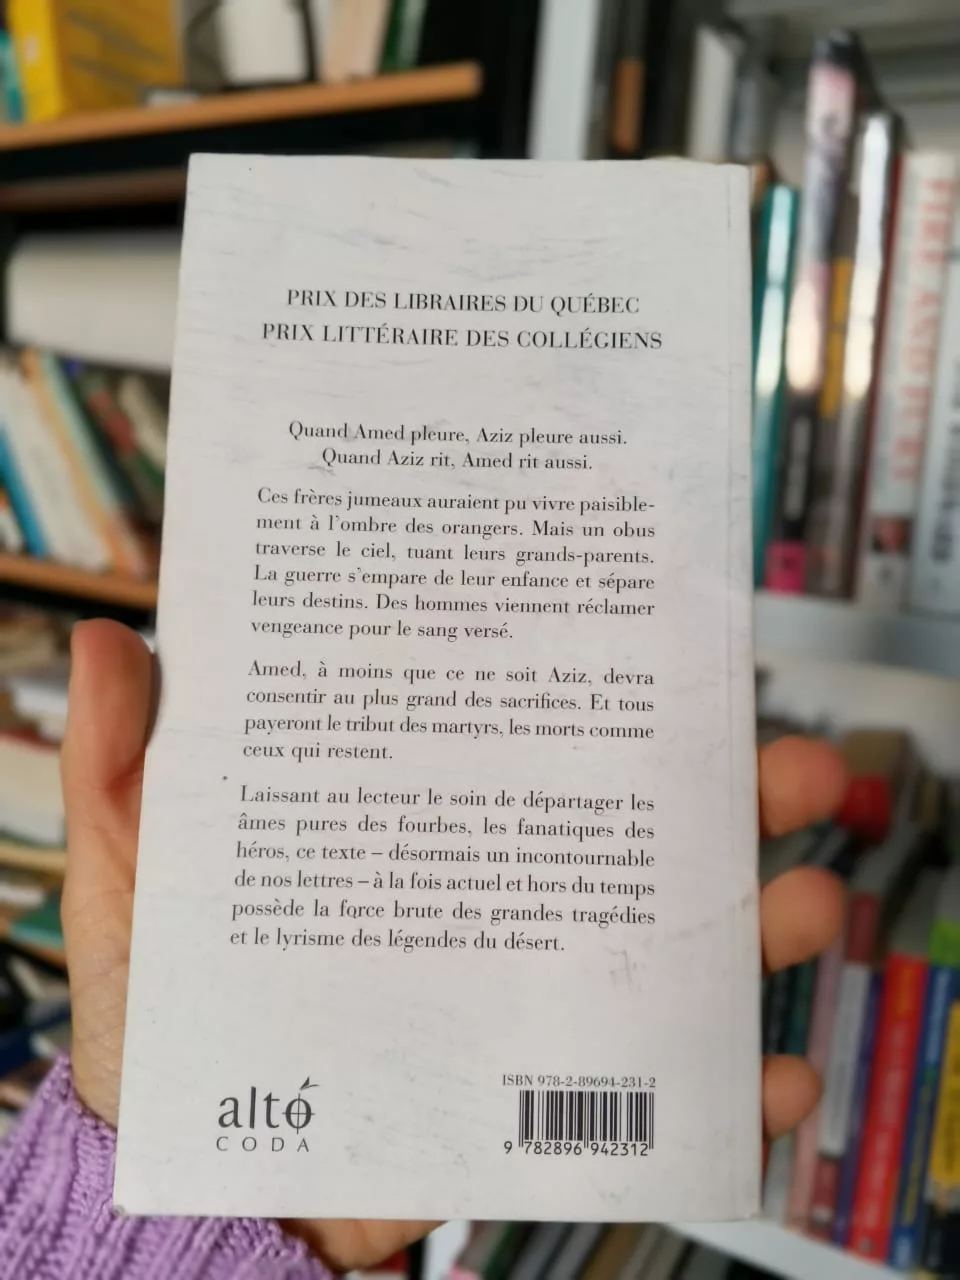 PRIX DES LIBRAIRES DU QUÉBEC
PRIX LITTÉRAIRE DES COLLÉGIENS
Quand Amed pleure, Aziz pleure aussi.
Quand Aziz rit, Amed rit aussi.
Ces frères jumeaux auraient pu vivre paisible-
ment à l'ombre des orangers. Mais un obus
traverse le ciel, tuant leurs grands-parents.
La guerre s'empare de leur enfance et sépare
leurs destins. Des hommes viennent réclamer
vengeance pour le sang versé.
Amed, à moins que ce ne soit Aziz, devra
consentir au plus grand des sacrifices. Et tous
payeront le tribut des martyrs, les morts comme
ceux qui restent.
Laissant au lecteur le soin de départager les
âmes pures des fourbes, les fanatiques des
héros, ce texte – désormais un incontournable
de nos lettres – à la fois actuel et hors du temps
possède la force brute des grandes tragédies
et le lyrisme des légendes du désert.
alto
CODA
ISBN 978-2-89694-231-2
9 782896 942312
FIRE AND FURY